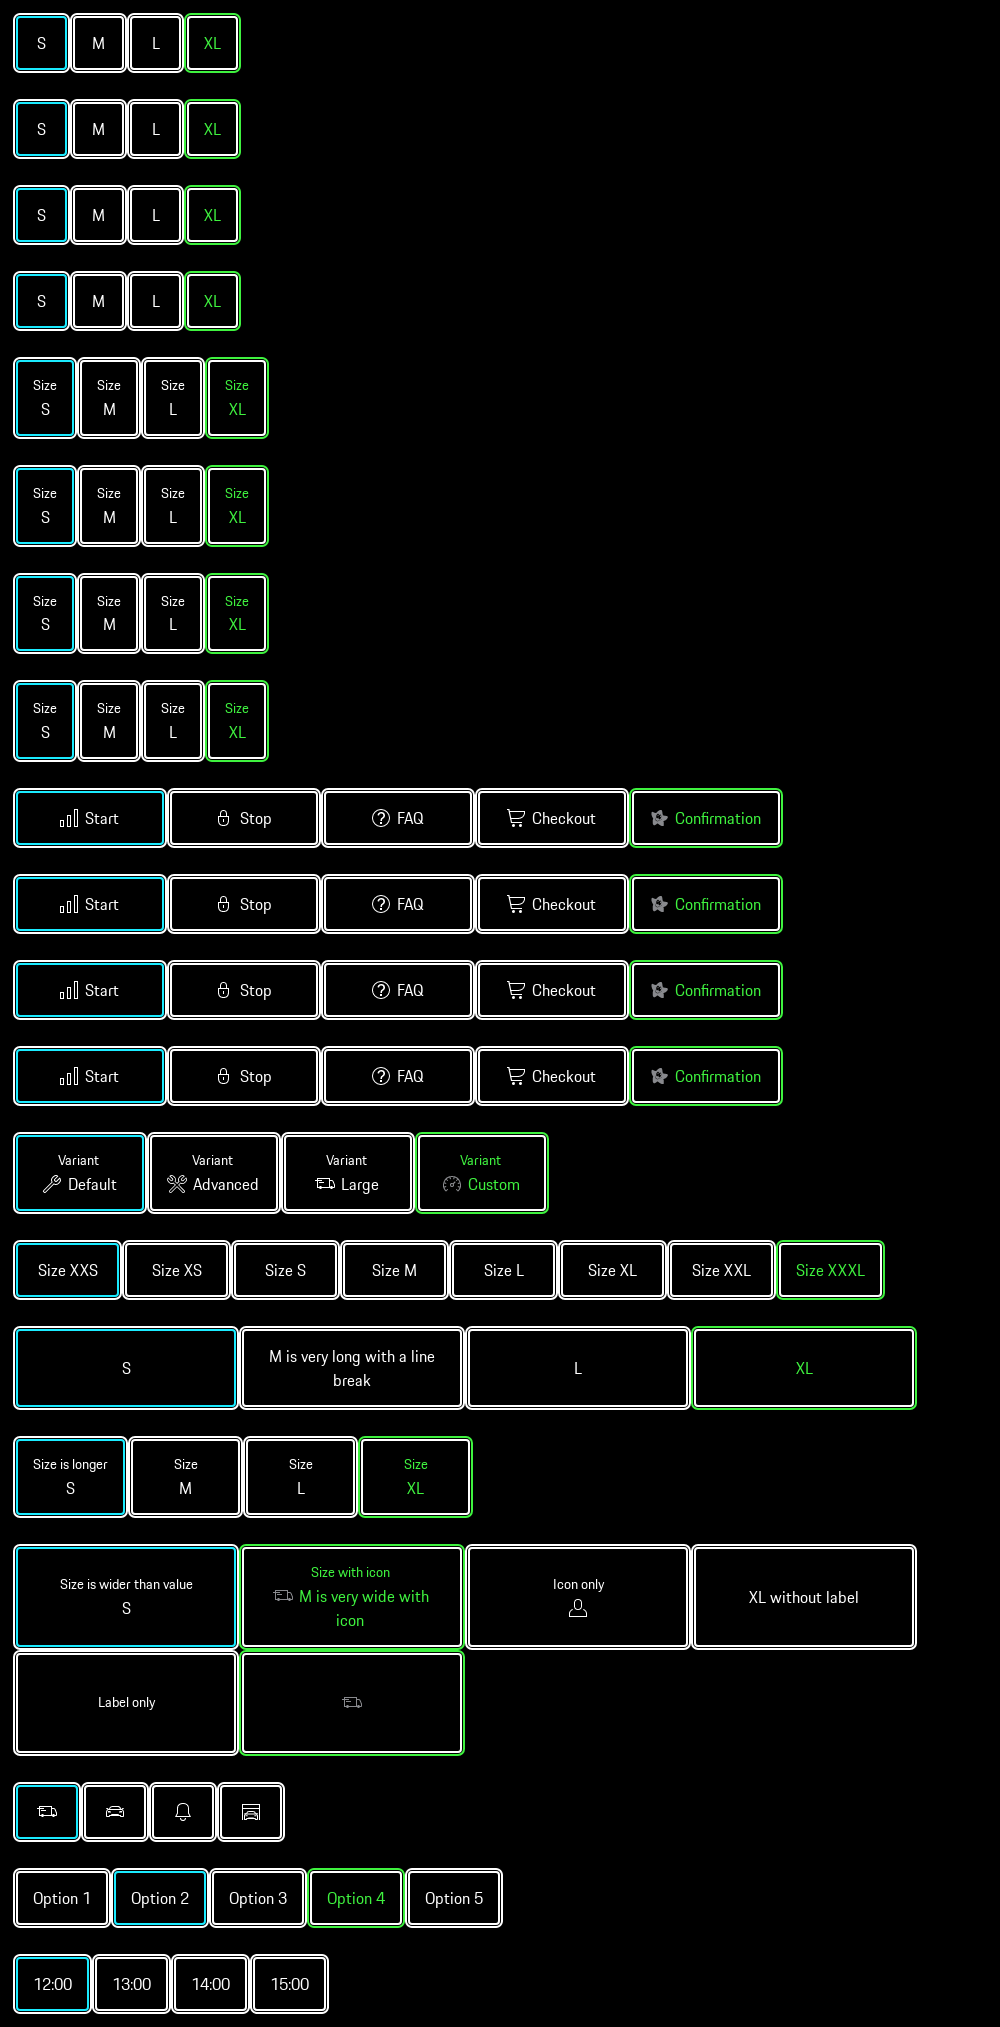 S M L XL
S M L XL
S M L XL
S M L XL
Size Size Size Size
S M L XL
Size Size Size Size
S M L XL
Size Size Size Size
S M L XL
Size Size Size Size
S M L XL
Start Stop FAQ Checkout Confirmation
Start Stop FAQ Checkout Confirmation
Start Stop FAQ Checkout Confirmation
Start Stop FAQ Checkout Confirmation
Variant Variant Variant Variant
Default Advanced Large Custom
Size XXS Size XS Size S Size M Size L Size XL Size XXL Size XXXL
S
M is very long with a line
break
L
XL
Size is longer Size Size Size
S M L XL
Size is wider than value
S
Size with icon
M is very wide with
icon
Icon only
XL without label
Label only
Option 1 Option 2 Option 3 Option 4 Option 5
12:00 13:00 14:00 15:00